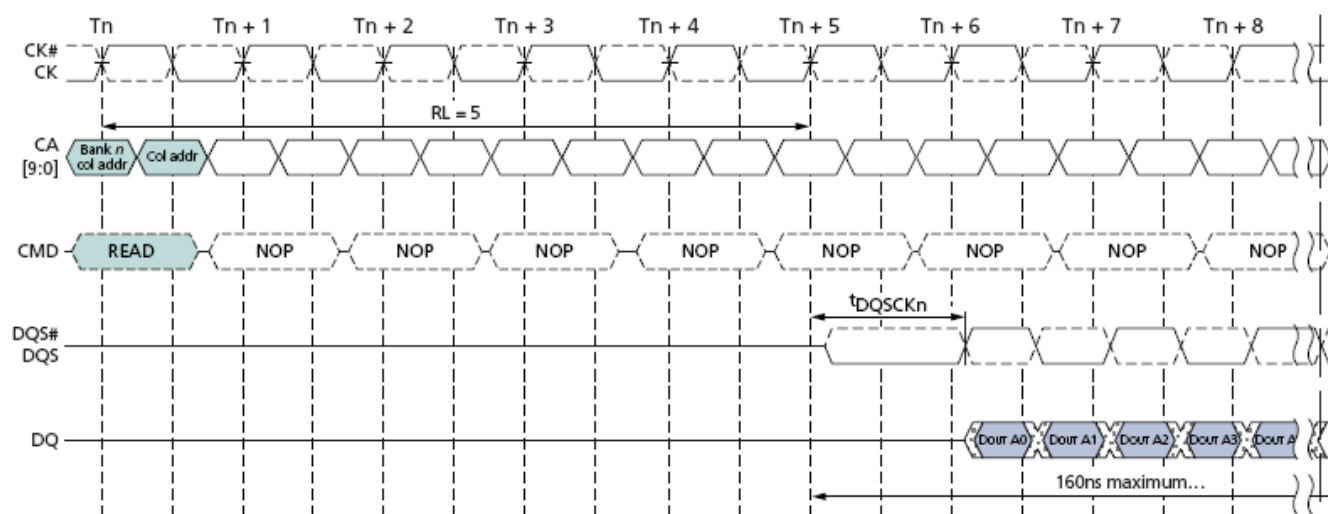 Tn Tn + 1 Tn + 2 Tn + 3 Tn + 4 Tn + 5 Tn + 6 Tn + 7 Tn + 8
CK#
CK
RL = 5
CA
[9:0]
Bank n
col addr
Col addr
CMD READ NOP NOP NOP NOP NOP NOP NOP NOP
tDQSCKn
DQS#
DQS
DQ DOUT A0 DOUT A1 DOUT A2 DOUT A3 DOUT A
160ns maximum...